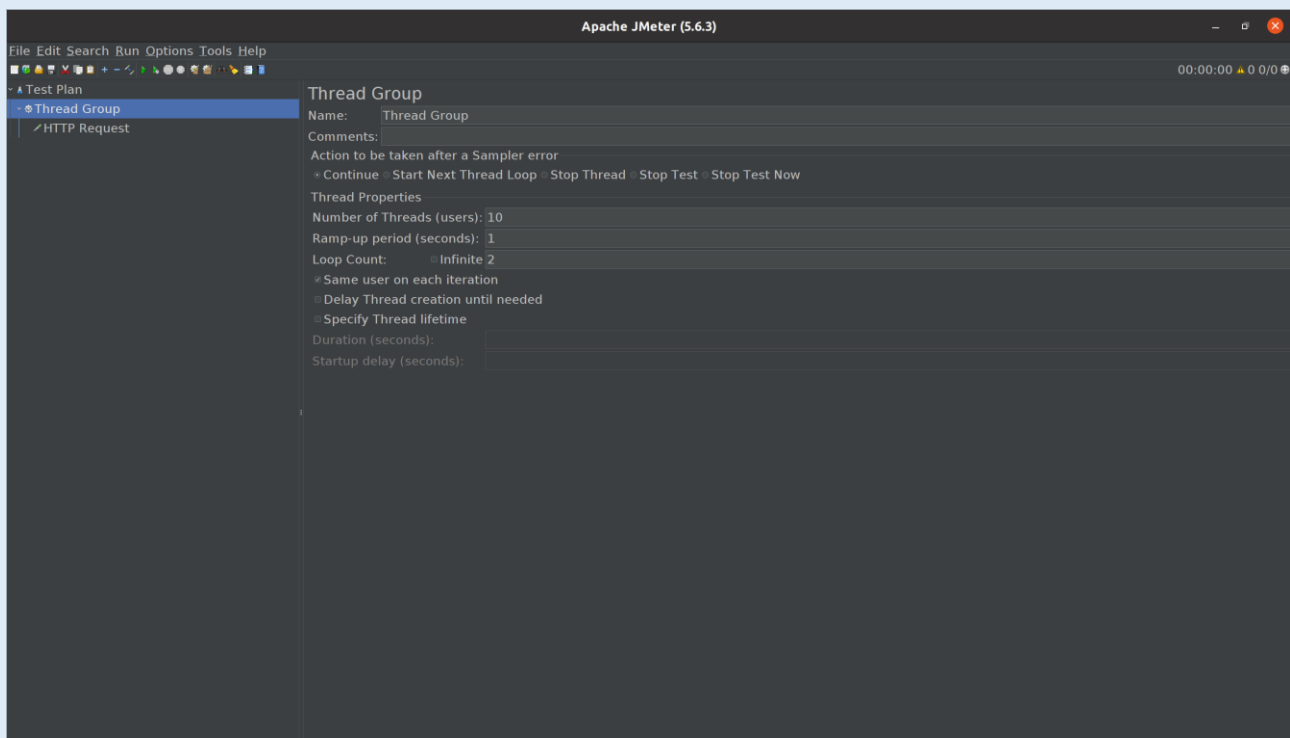 Apache JMeter (5.6.3)
File Edit Search Run Options Tools Help
00:00:00 0 0/0
Test Plan
Thread Group
HTTP Request
Thread Group
Name: Thread Group
Comments:
Action to be taken after a Sampler error
Continue Start Next Thread Loop Stop Thread Stop Test Stop Test Now
Thread Properties
Number of Threads (users): 10
Ramp-up period (seconds): 1
Loop Count: Infinite 2
Same user on each iteration
Delay Thread creation until needed
Specify Thread lifetime
Duration (seconds):
Startup delay (seconds):